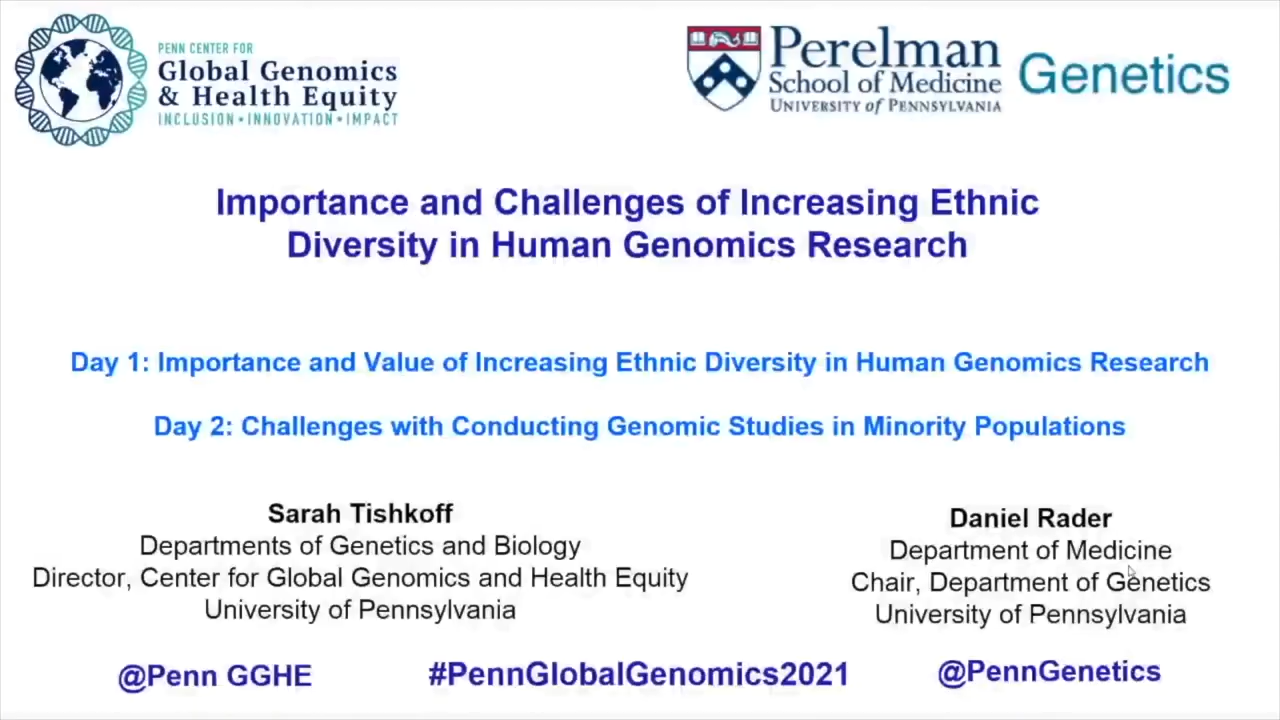 PENN CENTER FOR
Global Genomics
& Health Equity
INCLUSION • INNOVATION • IMPACT
Perelman
School of Medicine
UNIVERSITY of PENNSYLVANIA
Genetics
Importance and Challenges of Increasing Ethnic
Diversity in Human Genomics Research
Day 1: Importance and Value of Increasing Ethnic Diversity in Human Genomics Research
Day 2: Challenges with Conducting Genomic Studies in Minority Populations
Sarah Tishkoff
Departments of Genetics and Biology
Director, Center for Global Genomics and Health Equity
University of Pennsylvania
Daniel Rader
Department of Medicine
Chair, Department of Genetics
University of Pennsylvania
@Penn GGHE
#PennGlobalGenomics2021
@PennGenetics